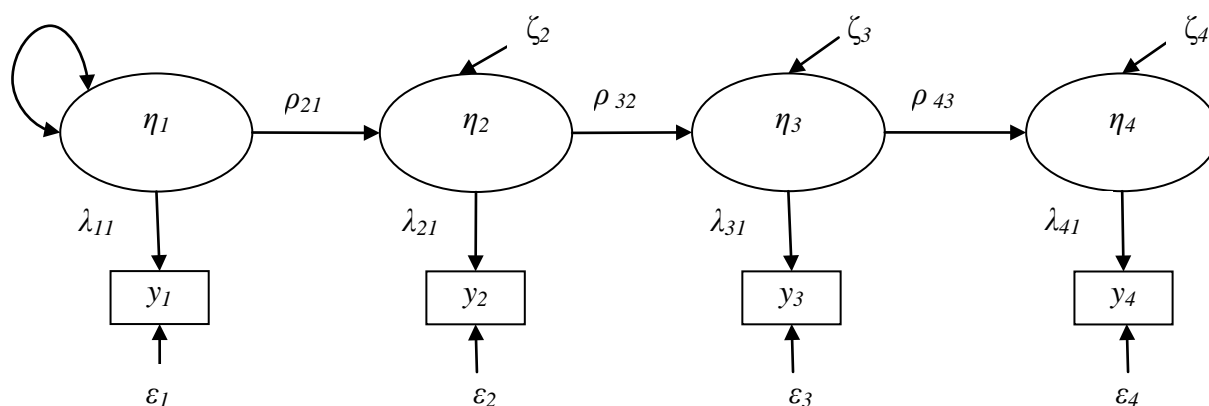 ζ2 ζ3 ζ4
ρ21 ρ 32 ρ 43
η1 η2 η3 η4
λ11 λ21 λ31 λ41
y1 y2 y3 y4
ε1 ε2 ε3 ε4